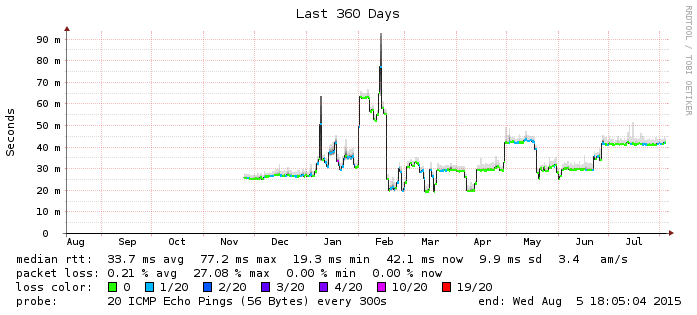 Last 360 Days
RRDTOOL / TOBI OETIKER
Seconds
90 m
80 m
70 m
60 m
50 m
40 m
30 m
20 m
10 m
0
Aug Sep Oct Nov Dec Jan Feb Mar Apr May Jun Jul
median rtt: 33.7 ms avg 77.2 ms max 19.3 ms min 42.1 ms now 9.9 ms sd 3.4 am/s
packet loss: 0.21 % avg 27.08 % max 0.00 % min 0.00 % now
loss color: 0 1/20 2/20 3/20 4/20 10/20 19/20
probe: 20 ICMP Echo Pings (56 Bytes) every 300s end: Wed Aug 5 18:05:04 2015